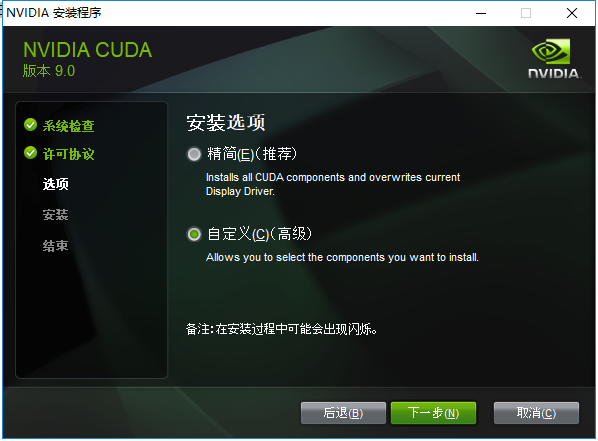 NVIDIA 安装程序
NVIDIA CUDA
版本 9.0
NVIDIA.
系统检查
许可协议
选项
安装
结束
安装选项
精简(E)(推荐)
Installs all CUDA components and overwrites current
Display Driver.
自定义(C)(高级)
Allows you to select the components you want to install.
备注:在安装过程中可能会出现闪烁。
后退(B)
下一步(N)
取消(C)